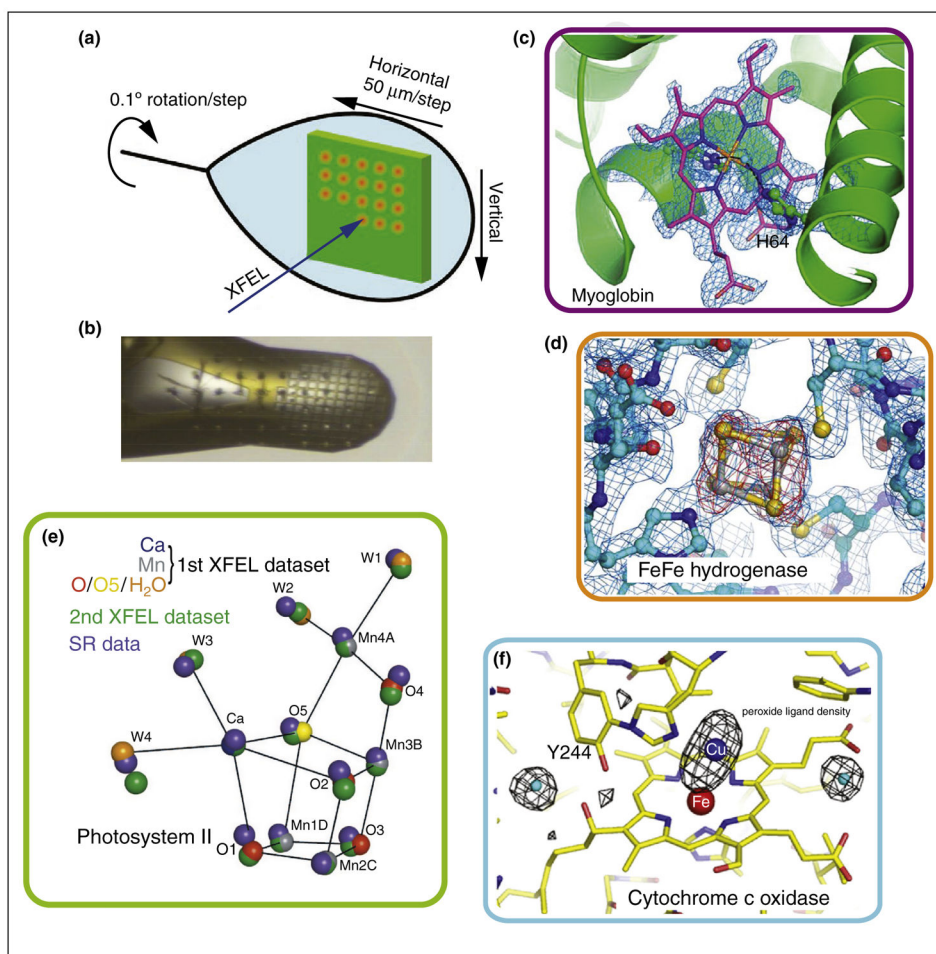 (a)
0.1° rotation/step
Horizontal
50 µm/step
Vertical
XFEL
(b)
(c)
H64
Myoglobin
(d)
FeFe hydrogenase
(e)
Ca
Mn
}1st XFEL dataset
O/O5/H₂O
2nd XFEL dataset
SR data
W1
W2
W3
W4
Mn4A
O4
Ca
O5
Mn3B
O2
Mn1D
O3
O1
Mn2C
Photosystem II
(f)
peroxide ligand density
Y244
Cu
Fe
Cytochrome c oxidase